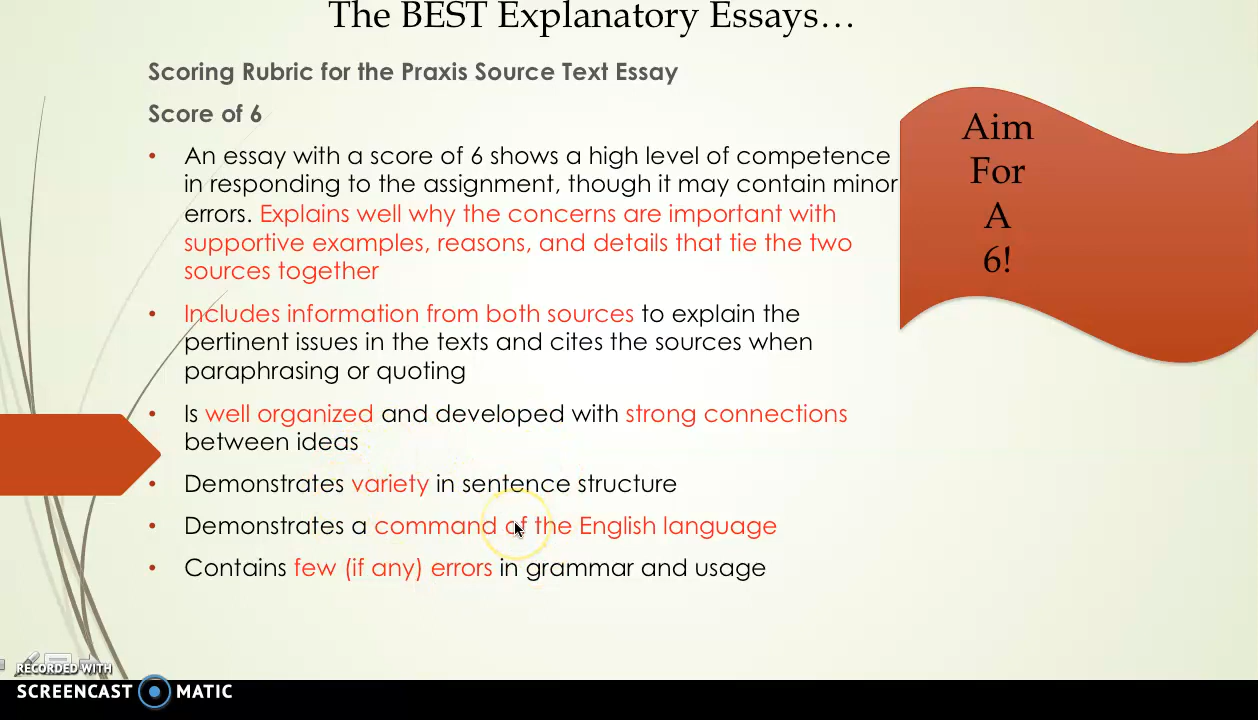 The BEST Explanatory Essays…
Scoring Rubric for the Praxis Source Text Essay
Score of 6
• An essay with a score of 6 shows a high level of competence
in responding to the assignment, though it may contain minor
errors. Explains well why the concerns are important with
supportive examples, reasons, and details that tie the two
sources together
• Includes information from both sources to explain the
pertinent issues in the texts and cites the sources when
paraphrasing or quoting
• Is well organized and developed with strong connections
between ideas
• Demonstrates variety in sentence structure
• Demonstrates a command of the English language
• Contains few (if any) errors in grammar and usage
Aim
For
A
6!
RECORDED WITH
SCREENCAST MATIC